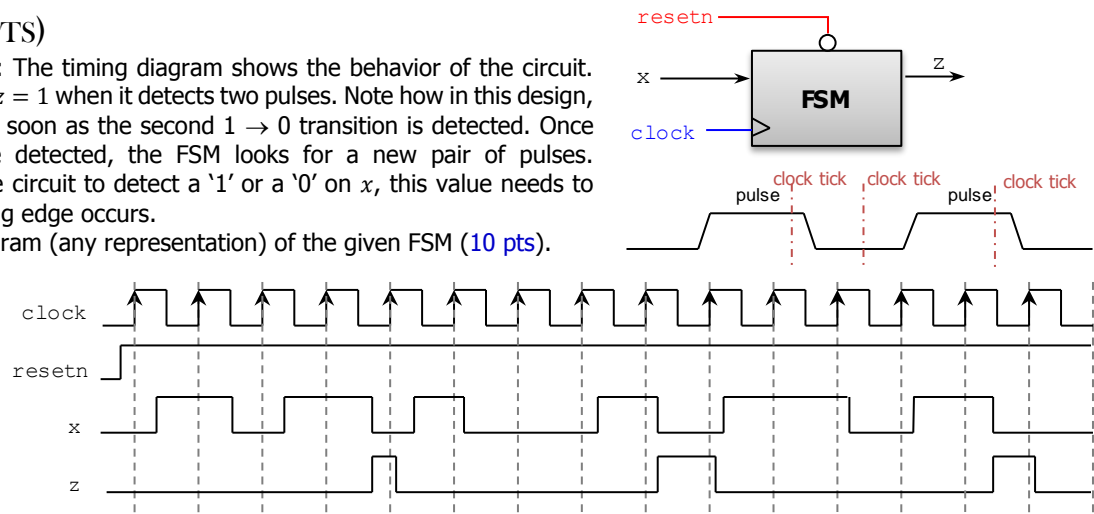 TS)
: The timing diagram shows the behavior of the circuit.
z = 1 when it detects two pulses. Note how in this design,
soon as the second 1 → 0 transition is detected. Once
detected, the FSM looks for a new pair of pulses.
circuit to detect a ‘1’ or a ‘0’ on x, this value needs to
edge occurs.
(any representation) of the given FSM (10 pts).
resetn
x
FSM
z
clock
pulse
clock tick
clock tick
pulse
clock tick
clock
resetn
x
z